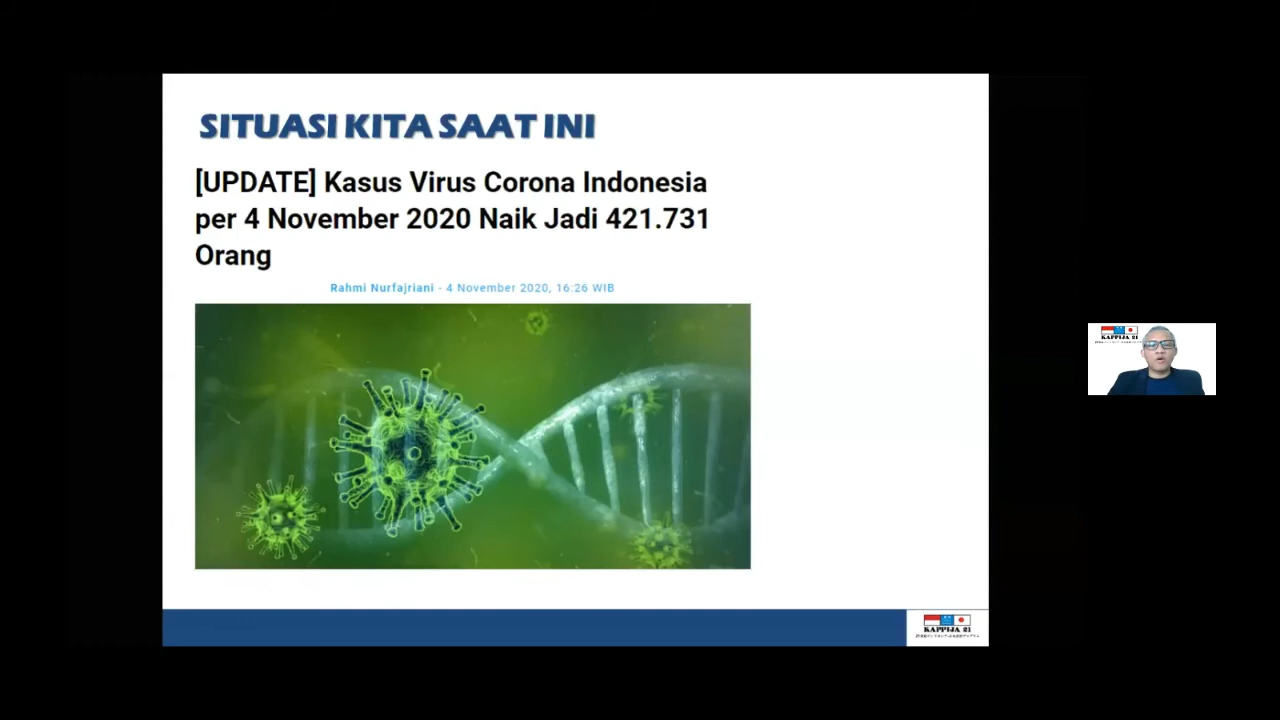 SITUASI KITA SAAT INI
[UPDATE] Kasus Virus Corona Indonesia
per 4 November 2020 Naik Jadi 421.731
Orang
Rahmi Nurfajriani - 4 November 2020, 16:26 WIB
KAPPIJA 21
KAPPIJA 21